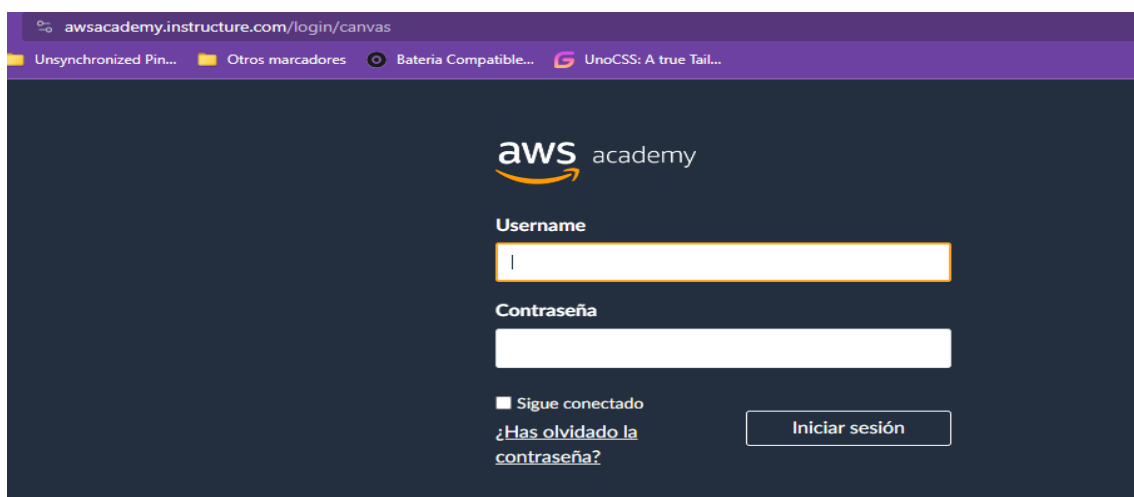 awsacademy.instructure.com/login/canvas
Unsynchronized Pin... Otros marcadores Bateria Compatible... UnoCSS: A true Tail...
aws academy
Username
Contraseña
Sigue conectado
¿Has olvidado la
contraseña?
Iniciar sesión